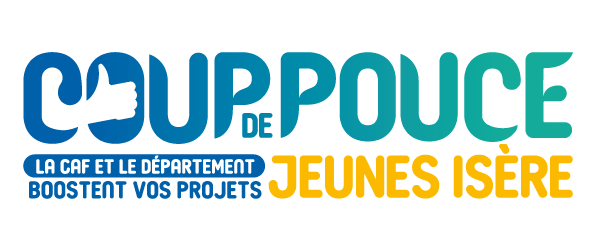 COUP DE POUCE
LA CAF ET LE DÉPARTEMENT
BOOSTENT VOS PROJETS
JEUNES ISÈRE